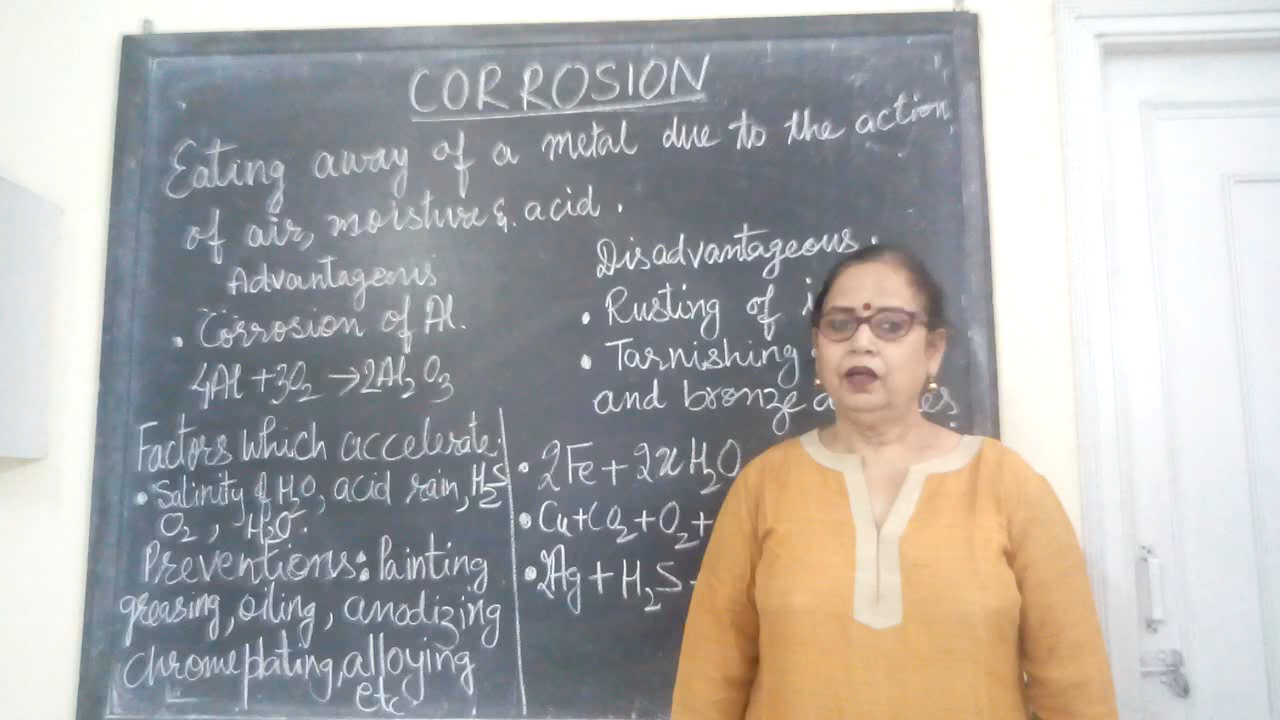 CORROSION
Eating away of a metal due to the action
of air, moisture & acid.
Advantageous
• Corrosion of Al.
4Al + 3O₂ → 2Al₂O₃
Disadvantageous.
• Rusting of
• Tarnishing
and bronze
Factors which accelerate
• Salinity of H₂O, acid rain, H₂S
O₂, H₂O.
Preventions: Painting
greasing, oiling, anodizing
chrome plating, alloying
etc
• 2Fe + 2xH₂O
• Cu + CO₂ + O₂ +
• 2Ag + H₂S